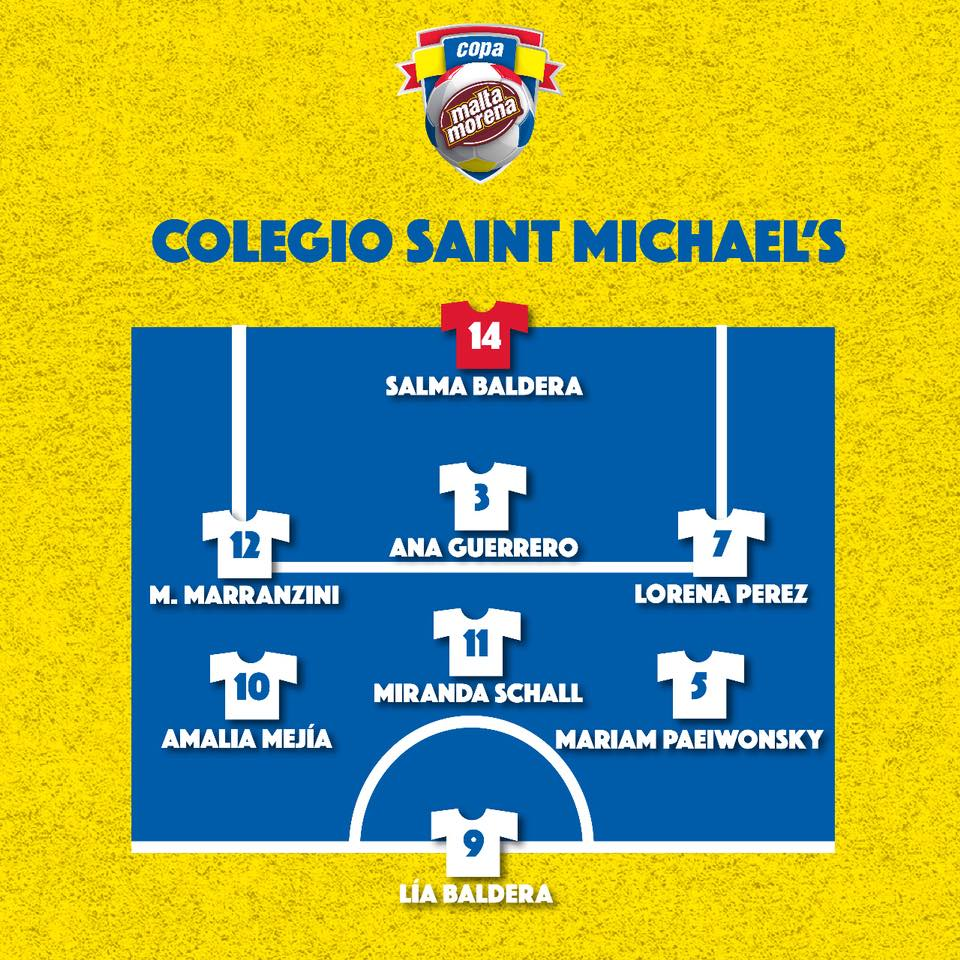 copa
malta
morena
COLEGIO SAINT MICHAEL'S
14
SALMA BALDERA
3
ANA GUERRERO
12
M. MARRANZINI
7
LORENA PEREZ
11
MIRANDA SCHALL
10
AMALIA MEJÍA
5
MARIAM PAEIWONSKY
9
LÍA BALDERA